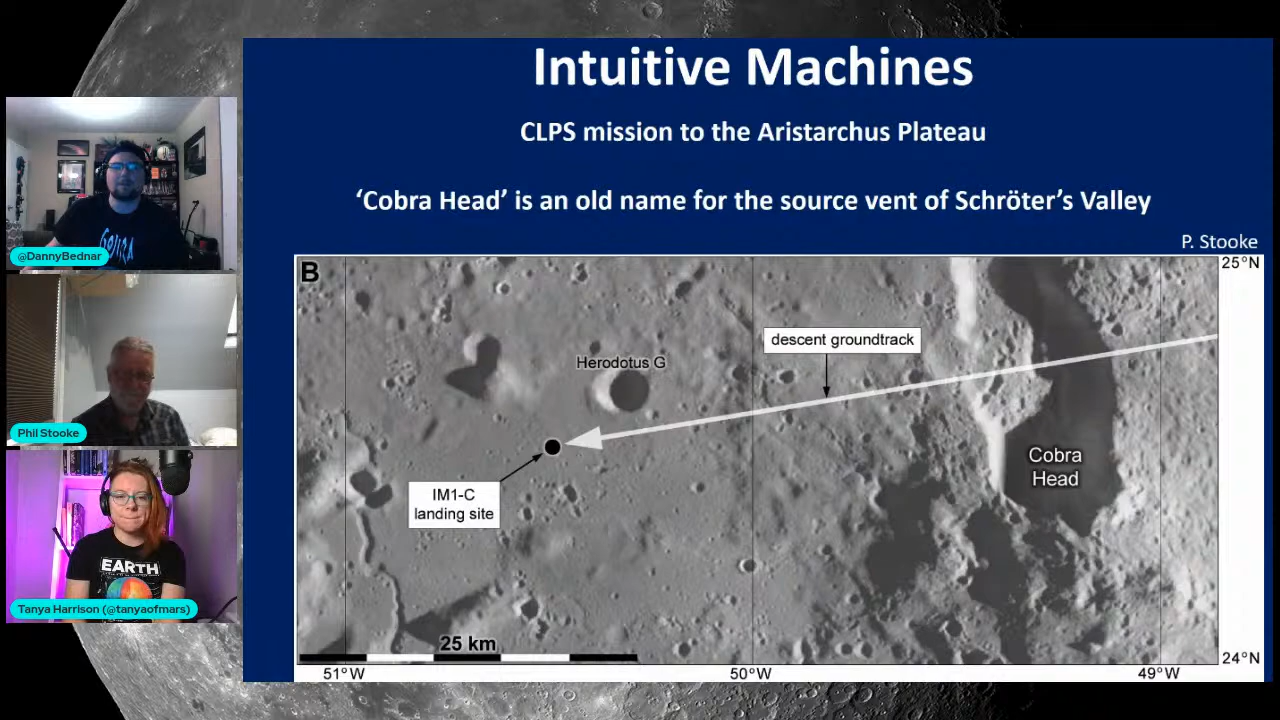 Intuitive Machines
CLPS mission to the Aristarchus Plateau
‘Cobra Head’ is an old name for the source vent of Schröter’s Valley
P. Stooke
B
25°N
descent groundtrack
Herodotus G
Cobra
Head
IM1-C
landing site
25 km
24°N
51°W
50°W
49°W
@DannyBednar
GOJIRA
Phil Stooke
EARTH
Tanya Harrison (@tanyaofmars)